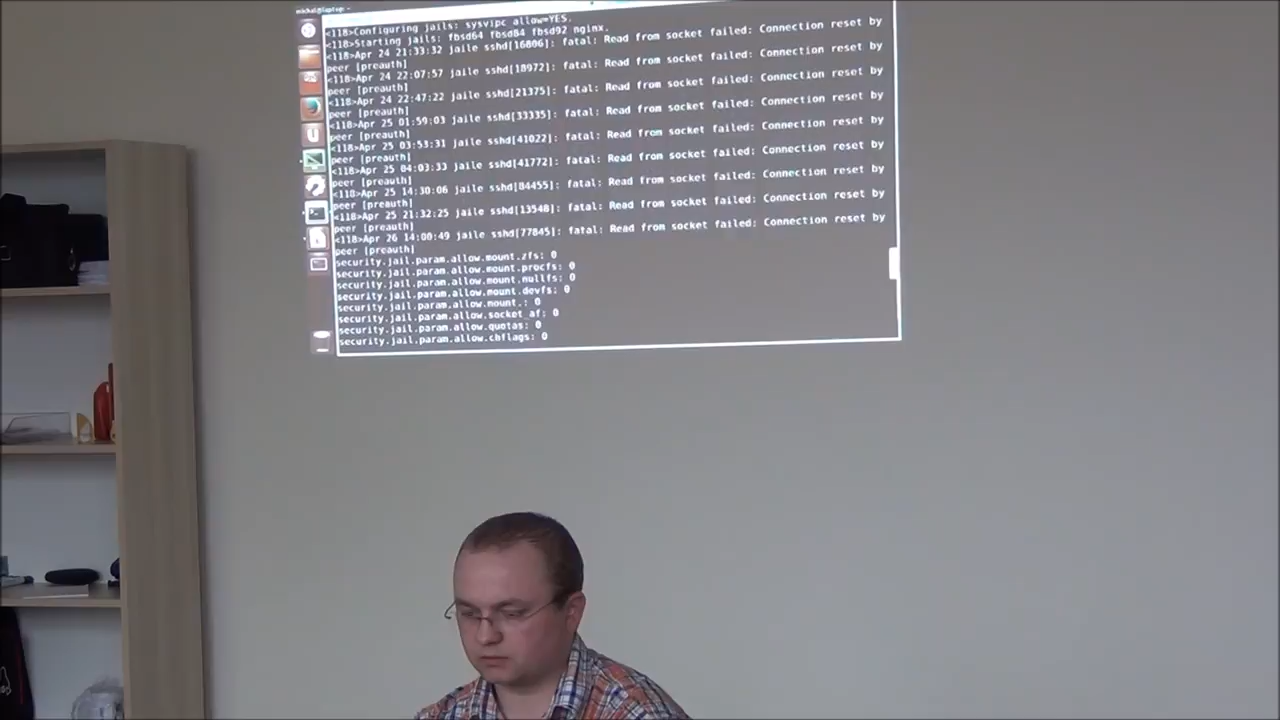 michal@laptop: ~
<118>Configuring jails: sysvipc_allow=YES.
<118>Starting jails: fbsd64 fbsd84 fbsd92 nginx.
<118>Apr 24 21:33:32 jaile sshd[16806]: fatal: Read from socket failed: Connection reset by
peer [preauth]
<118>Apr 24 22:07:57 jaile sshd[18972]: fatal: Read from socket failed: Connection reset by
peer [preauth]
<118>Apr 24 22:47:22 jaile sshd[21375]: fatal: Read from socket failed: Connection reset by
peer [preauth]
<118>Apr 25 01:59:03 jaile sshd[33335]: fatal: Read from socket failed: Connection reset by
peer [preauth]
<118>Apr 25 03:53:31 jaile sshd[41022]: fatal: Read from socket failed: Connection reset by
peer [preauth]
<118>Apr 25 04:03:33 jaile sshd[41772]: fatal: Read from socket failed: Connection reset by
peer [preauth]
<118>Apr 25 14:30:06 jaile sshd[84455]: fatal: Read from socket failed: Connection reset by
peer [preauth]
<118>Apr 25 21:32:25 jaile sshd[13548]: fatal: Read from socket failed: Connection reset by
peer [preauth]
<118>Apr 26 14:00:49 jaile sshd[77845]: fatal: Read from socket failed: Connection reset by
peer [preauth]
security.jail.param.allow.mount.zfs: 0
security.jail.param.allow.mount.procfs: 0
security.jail.param.allow.mount.nullfs: 0
security.jail.param.allow.mount.devfs: 0
security.jail.param.allow.mount.: 0
security.jail.param.allow.socket_af: 0
security.jail.param.allow.quotas: 0
security.jail.param.allow.chflags: 0